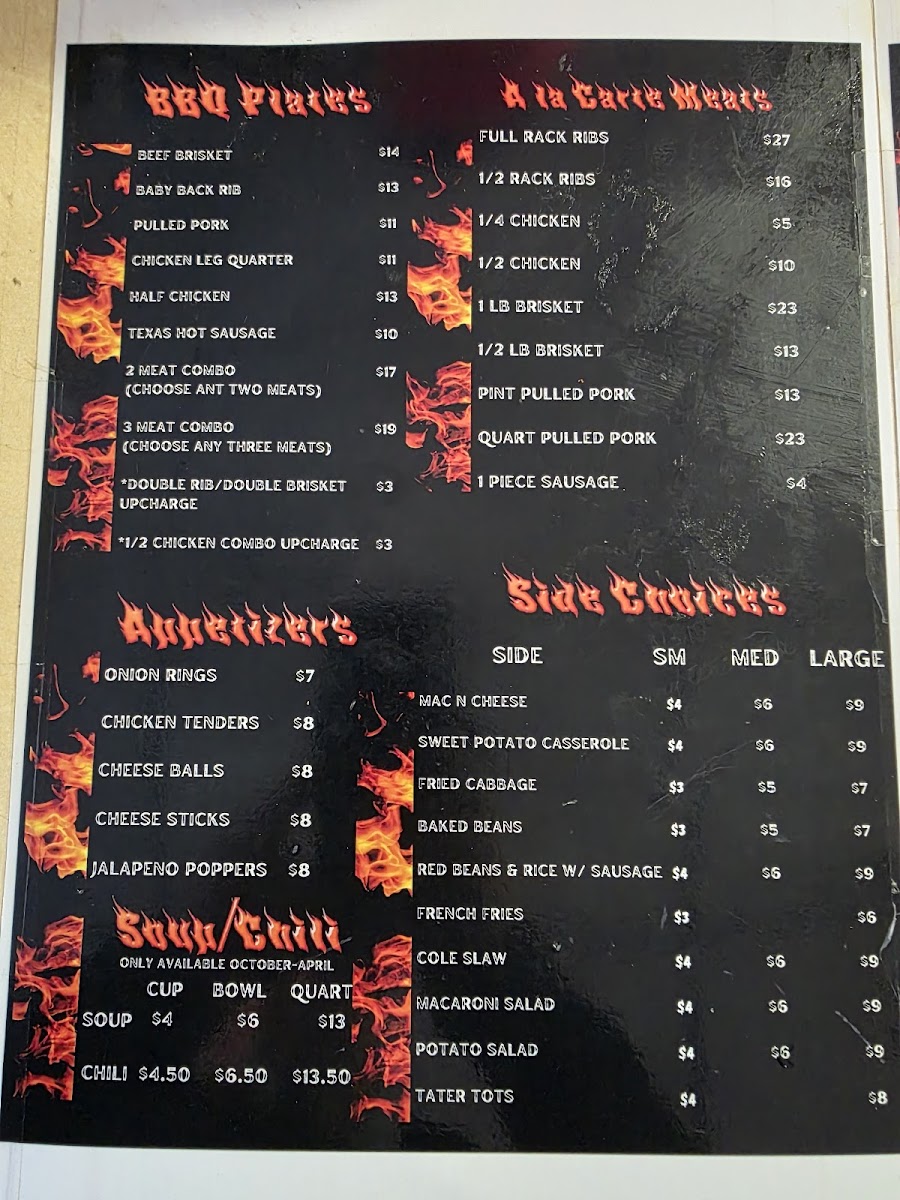 BBQ Plates
BEEF BRISKET $14
BABY BACK RIB $13
PULLED PORK $11
CHICKEN LEG QUARTER $11
HALF CHICKEN $13
TEXAS HOT SAUSAGE $10
2 MEAT COMBO $17
(CHOOSE ANT TWO MEATS)
3 MEAT COMBO $19
(CHOOSE ANY THREE MEATS)
*DOUBLE RIB/DOUBLE BRISKET $3
UPCHARGE
*1/2 CHICKEN COMBO UPCHARGE $3
A la Carte Meats
FULL RACK RIBS $27
1/2 RACK RIBS $16
1/4 CHICKEN $5
1/2 CHICKEN $10
1 LB BRISKET $23
1/2 LB BRISKET $13
PINT PULLED PORK $13
QUART PULLED PORK $23
1 PIECE SAUSAGE $4
Appetizers
ONION RINGS $7
CHICKEN TENDERS $8
CHEESE BALLS $8
CHEESE STICKS $8
JALAPENO POPPERS $8
Soup/Chili
ONLY AVAILABLE OCTOBER-APRIL
CUP BOWL QUART
SOUP $4 $6 $13
CHILI $4.50 $6.50 $13.50
Side Choices
SIDE SM MED LARGE
MAC N CHEESE $4 $6 $9
SWEET POTATO CASSEROLE $4 $6 $9
FRIED CABBAGE $3 $5 $7
BAKED BEANS $3 $5 $7
RED BEANS & RICE W/ SAUSAGE $4 $6 $9
FRENCH FRIES $3 $6
COLE SLAW $4 $6 $9
MACARONI SALAD $4 $6 $9
POTATO SALAD $4 $6 $9
TATER TOTS $4 $8